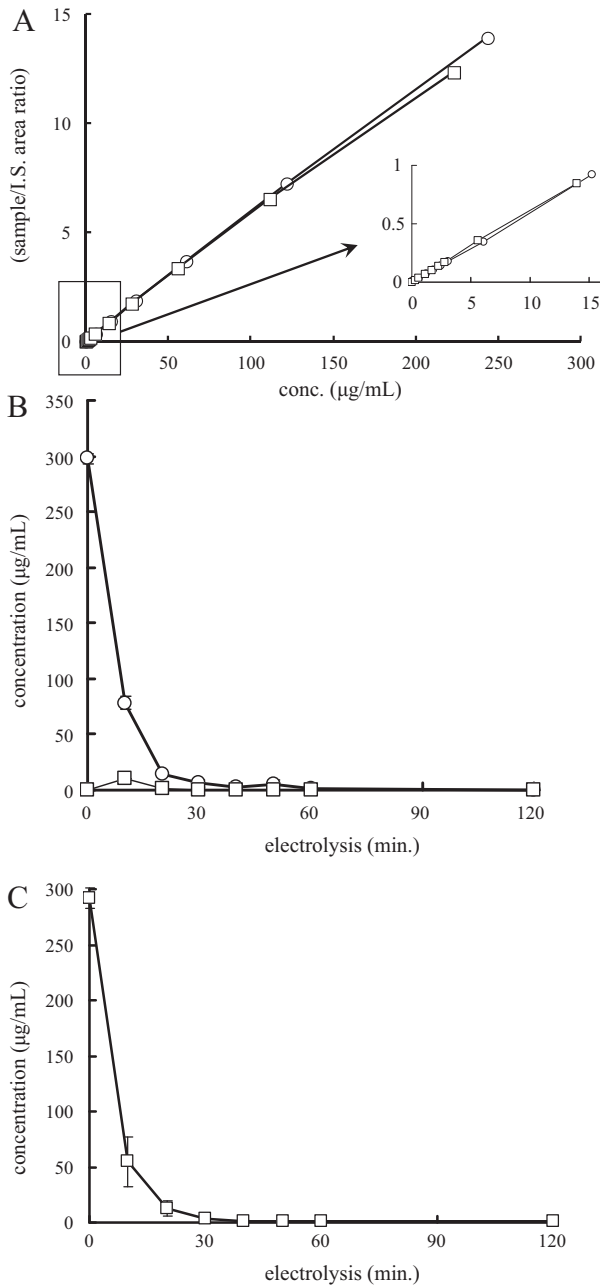 A
(sample/I.S. area ratio)
15
10
5
0
0 50 100 150 200 250 300
conc. (μg/mL)
1
0.5
0
0 5 10 15
B
concentration (μg/mL)
350
300
250
200
150
100
50
0
0 30 60 90 120
electrolysis (min.)
C
concentration (μg/mL)
300
250
200
150
100
50
0
0 30 60 90 120
electrolysis (min.)